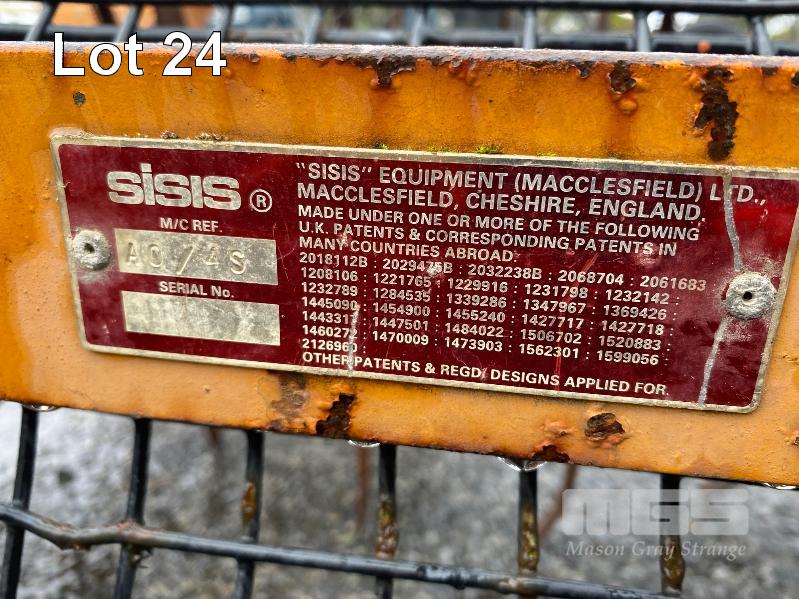 Lot 24
SISIS ®
"SISIS" EQUIPMENT (MACCLESFIELD) LTD.,
MACCLESFIELD, CHESHIRE, ENGLAND.
MADE UNDER ONE OR MORE OF THE FOLLOWING
U.K. PATENTS & CORRESPONDING PATENTS IN
MANY COUNTRIES ABROAD:
2018112B : 2029475B : 2032238B : 2068704 : 2061683
1208106 : 1221765 : 1229916 : 1231798 : 1232142 :
1232789 : 1284535 : 1339286 : 1347967 : 1369426 :
1445090 : 1454900 : 1455240 : 1427717 : 1427718
1443311 : 1447501 : 1484022 : 1506702 : 1520883 :
1460272 : 1470009 : 1473903 : 1562301 : 1599056 :
2126960
OTHER PATENTS & REGD. DESIGNS APPLIED FOR.
M/C REF.
AO/4S
SERIAL No.
MGS
Mason Gray Strange